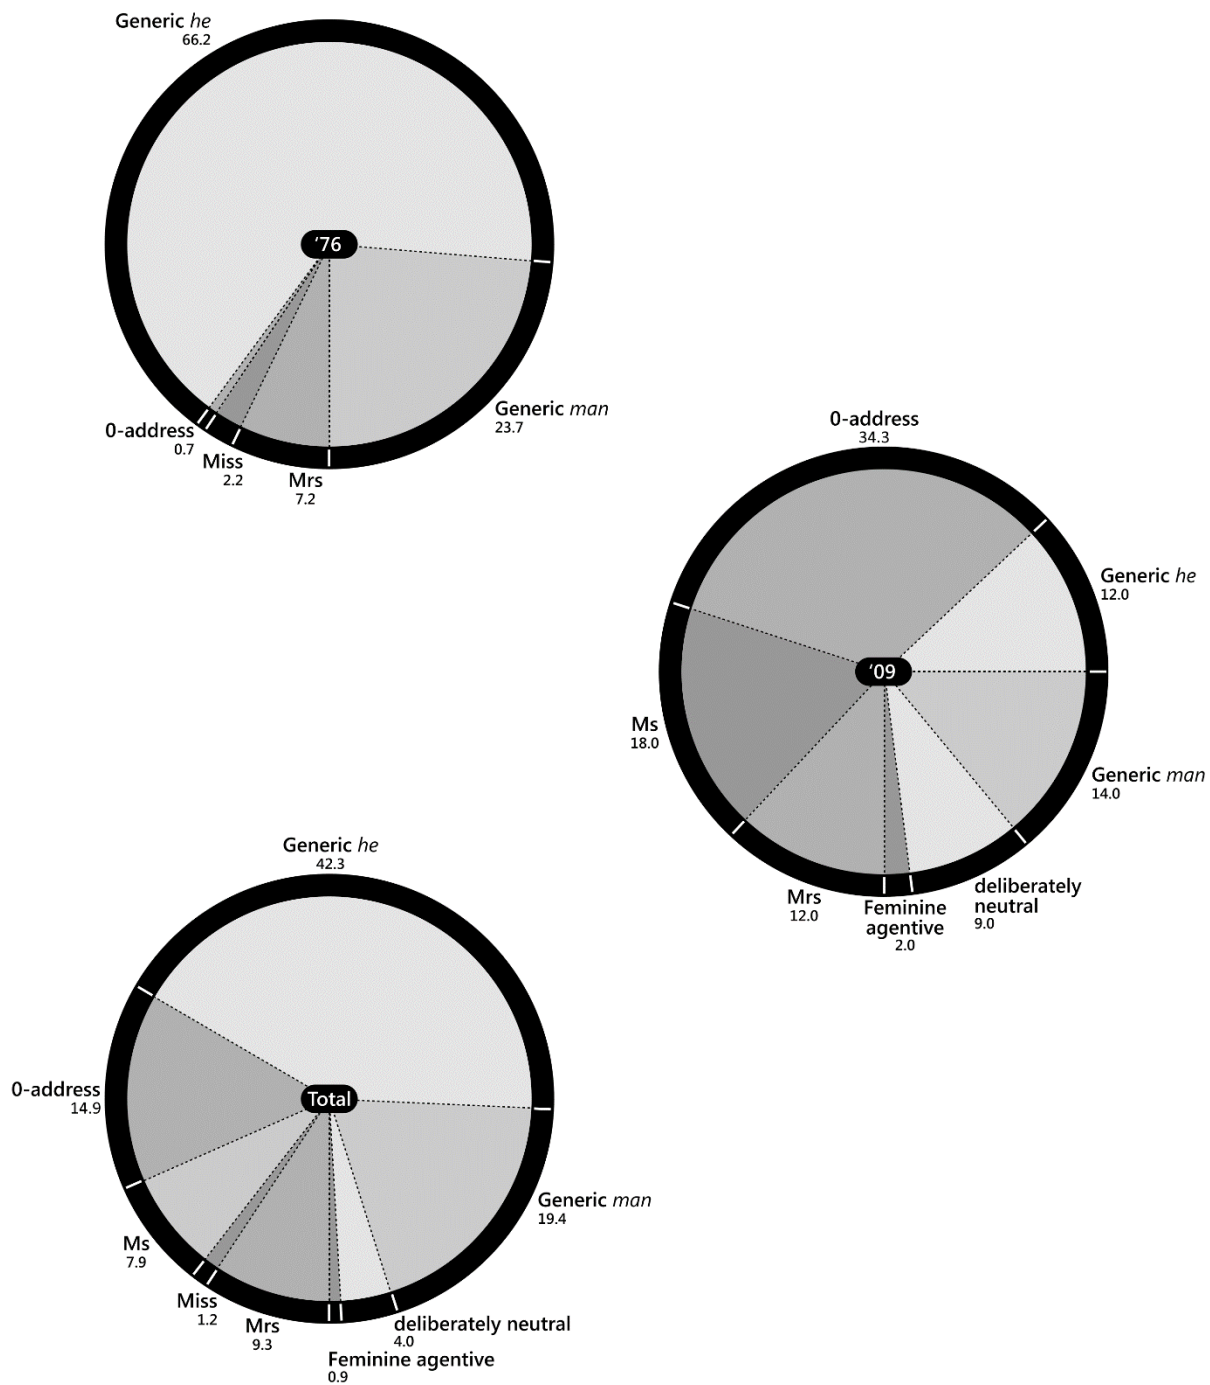 Generic he
66.2
‘76
Generic man
23.7
0-address
0.7
Miss
2.2
Mrs
7.2
0-address
34.3
Generic he
12.0
‘09
Ms
18.0
Generic man
14.0
deliberately
neutral
9.0
Mrs
12.0
Feminine
agentive
2.0
Generic he
42.3
0-address
14.9
Total
Generic man
19.4
Ms
7.9
Miss
1.2
Mrs
9.3
deliberately neutral
4.0
Feminine agentive
0.9